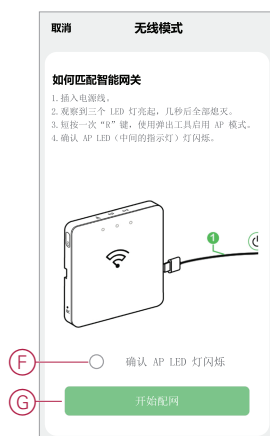 取消 无线模式
如何匹配智能网关
1. 插入电源线。
2. 观察到三个 LED 灯亮起，几秒后全部熄灭。
3. 短按一次“R”键，使用弹出工具启用 AP 模式。
4. 确认 AP LED（中间的指示灯）灯闪烁。
1
F 确认 AP LED 灯闪烁
G 开始配网